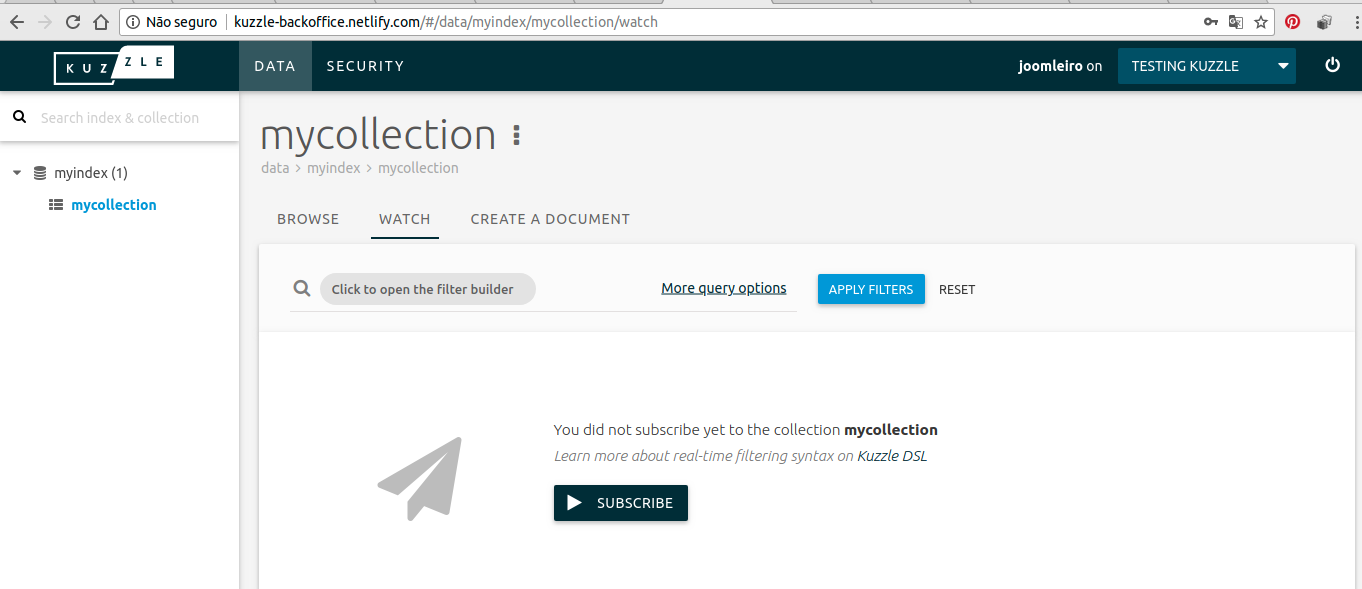 Não seguro kuzzle-backoffice.netlify.com/#/data/myindex/mycollection/watch
KUZZLE DATA SECURITY joomleiro on TESTING KUZZLE
Search index & collection
mycollection
data > myindex > mycollection
myindex (1)
mycollection
BROWSE WATCH CREATE A DOCUMENT
Click to open the filter builder More query options APPLY FILTERS RESET
You did not subscribe yet to the collection mycollection
Learn more about real-time filtering syntax on Kuzzle DSL
SUBSCRIBE